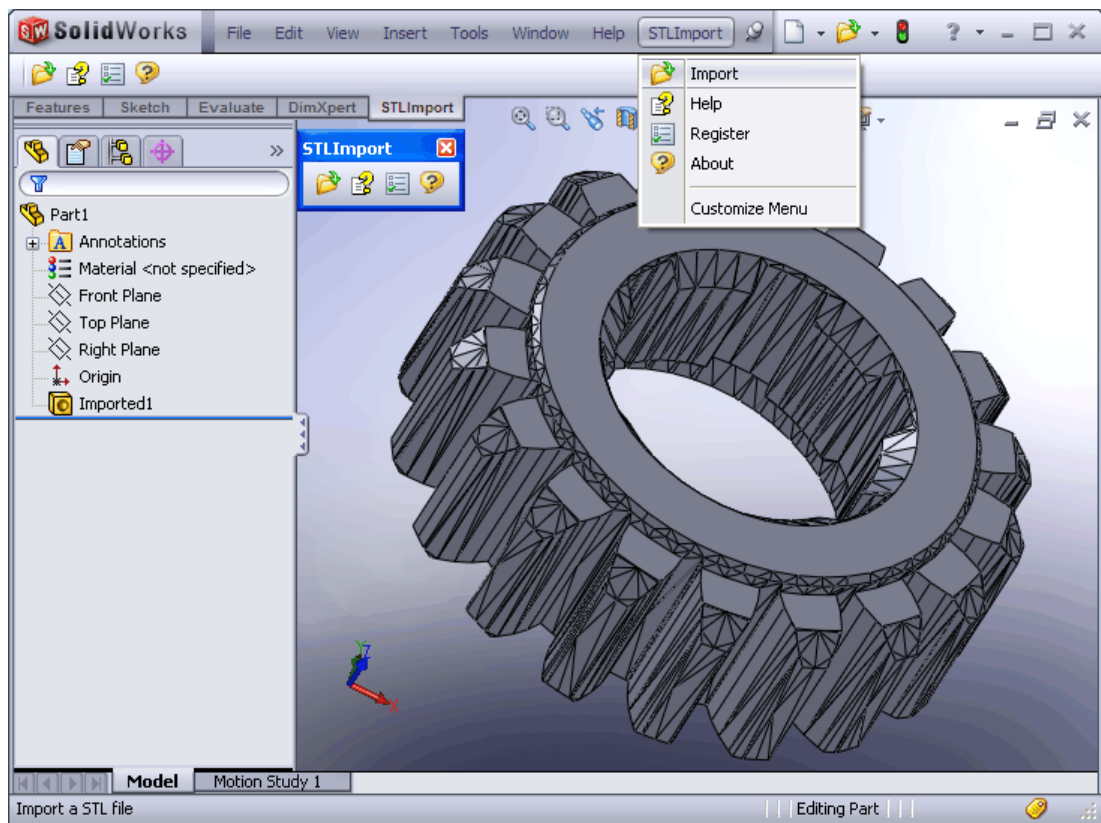 SolidWorks File Edit View Insert Tools Window Help STLImport
Import
Help
Register
About
Customize Menu
Features Sketch Evaluate DimXpert STLImport
STLImport
Part1
Annotations
Material <not specified>
Front Plane
Top Plane
Right Plane
Origin
Imported1
Y
Z
X
Model Motion Study 1
Import a STL file Editing Part